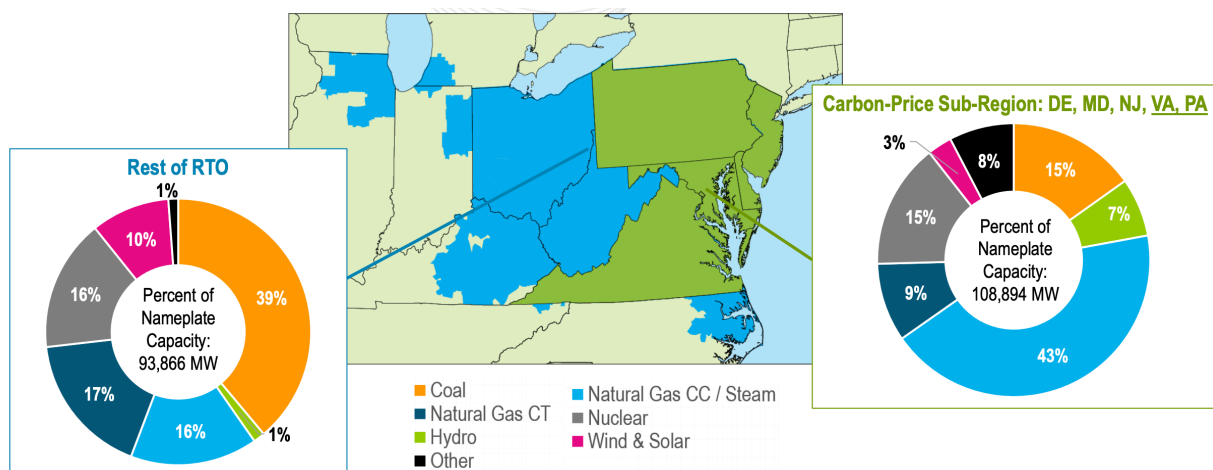 Rest of RTO
1%
10%
39%
16%
Percent of
Nameplate
Capacity:
93,866 MW
17%
16%
1%
Carbon-Price Sub-Region: DE, MD, NJ, VA, PA
3%
8%
15%
7%
15%
Percent of
Nameplate
Capacity:
108,894 MW
9%
43%
Coal
Natural Gas CC / Steam
Natural Gas CT
Nuclear
Hydro
Wind & Solar
Other